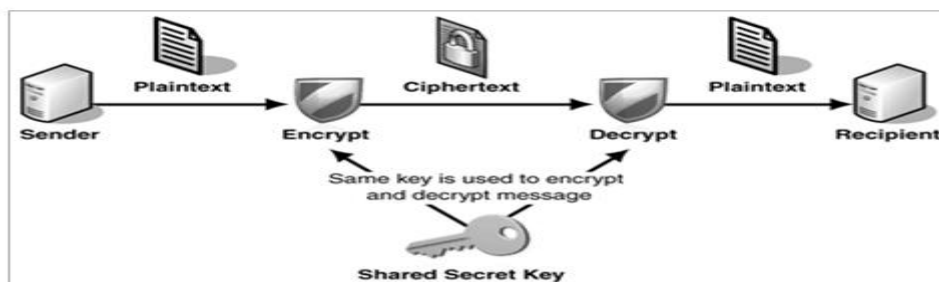 Plaintext
Ciphertext
Plaintext
Sender
Encrypt
Decrypt
Recipient
Same key is used to encrypt
and decrypt message
Shared Secret Key